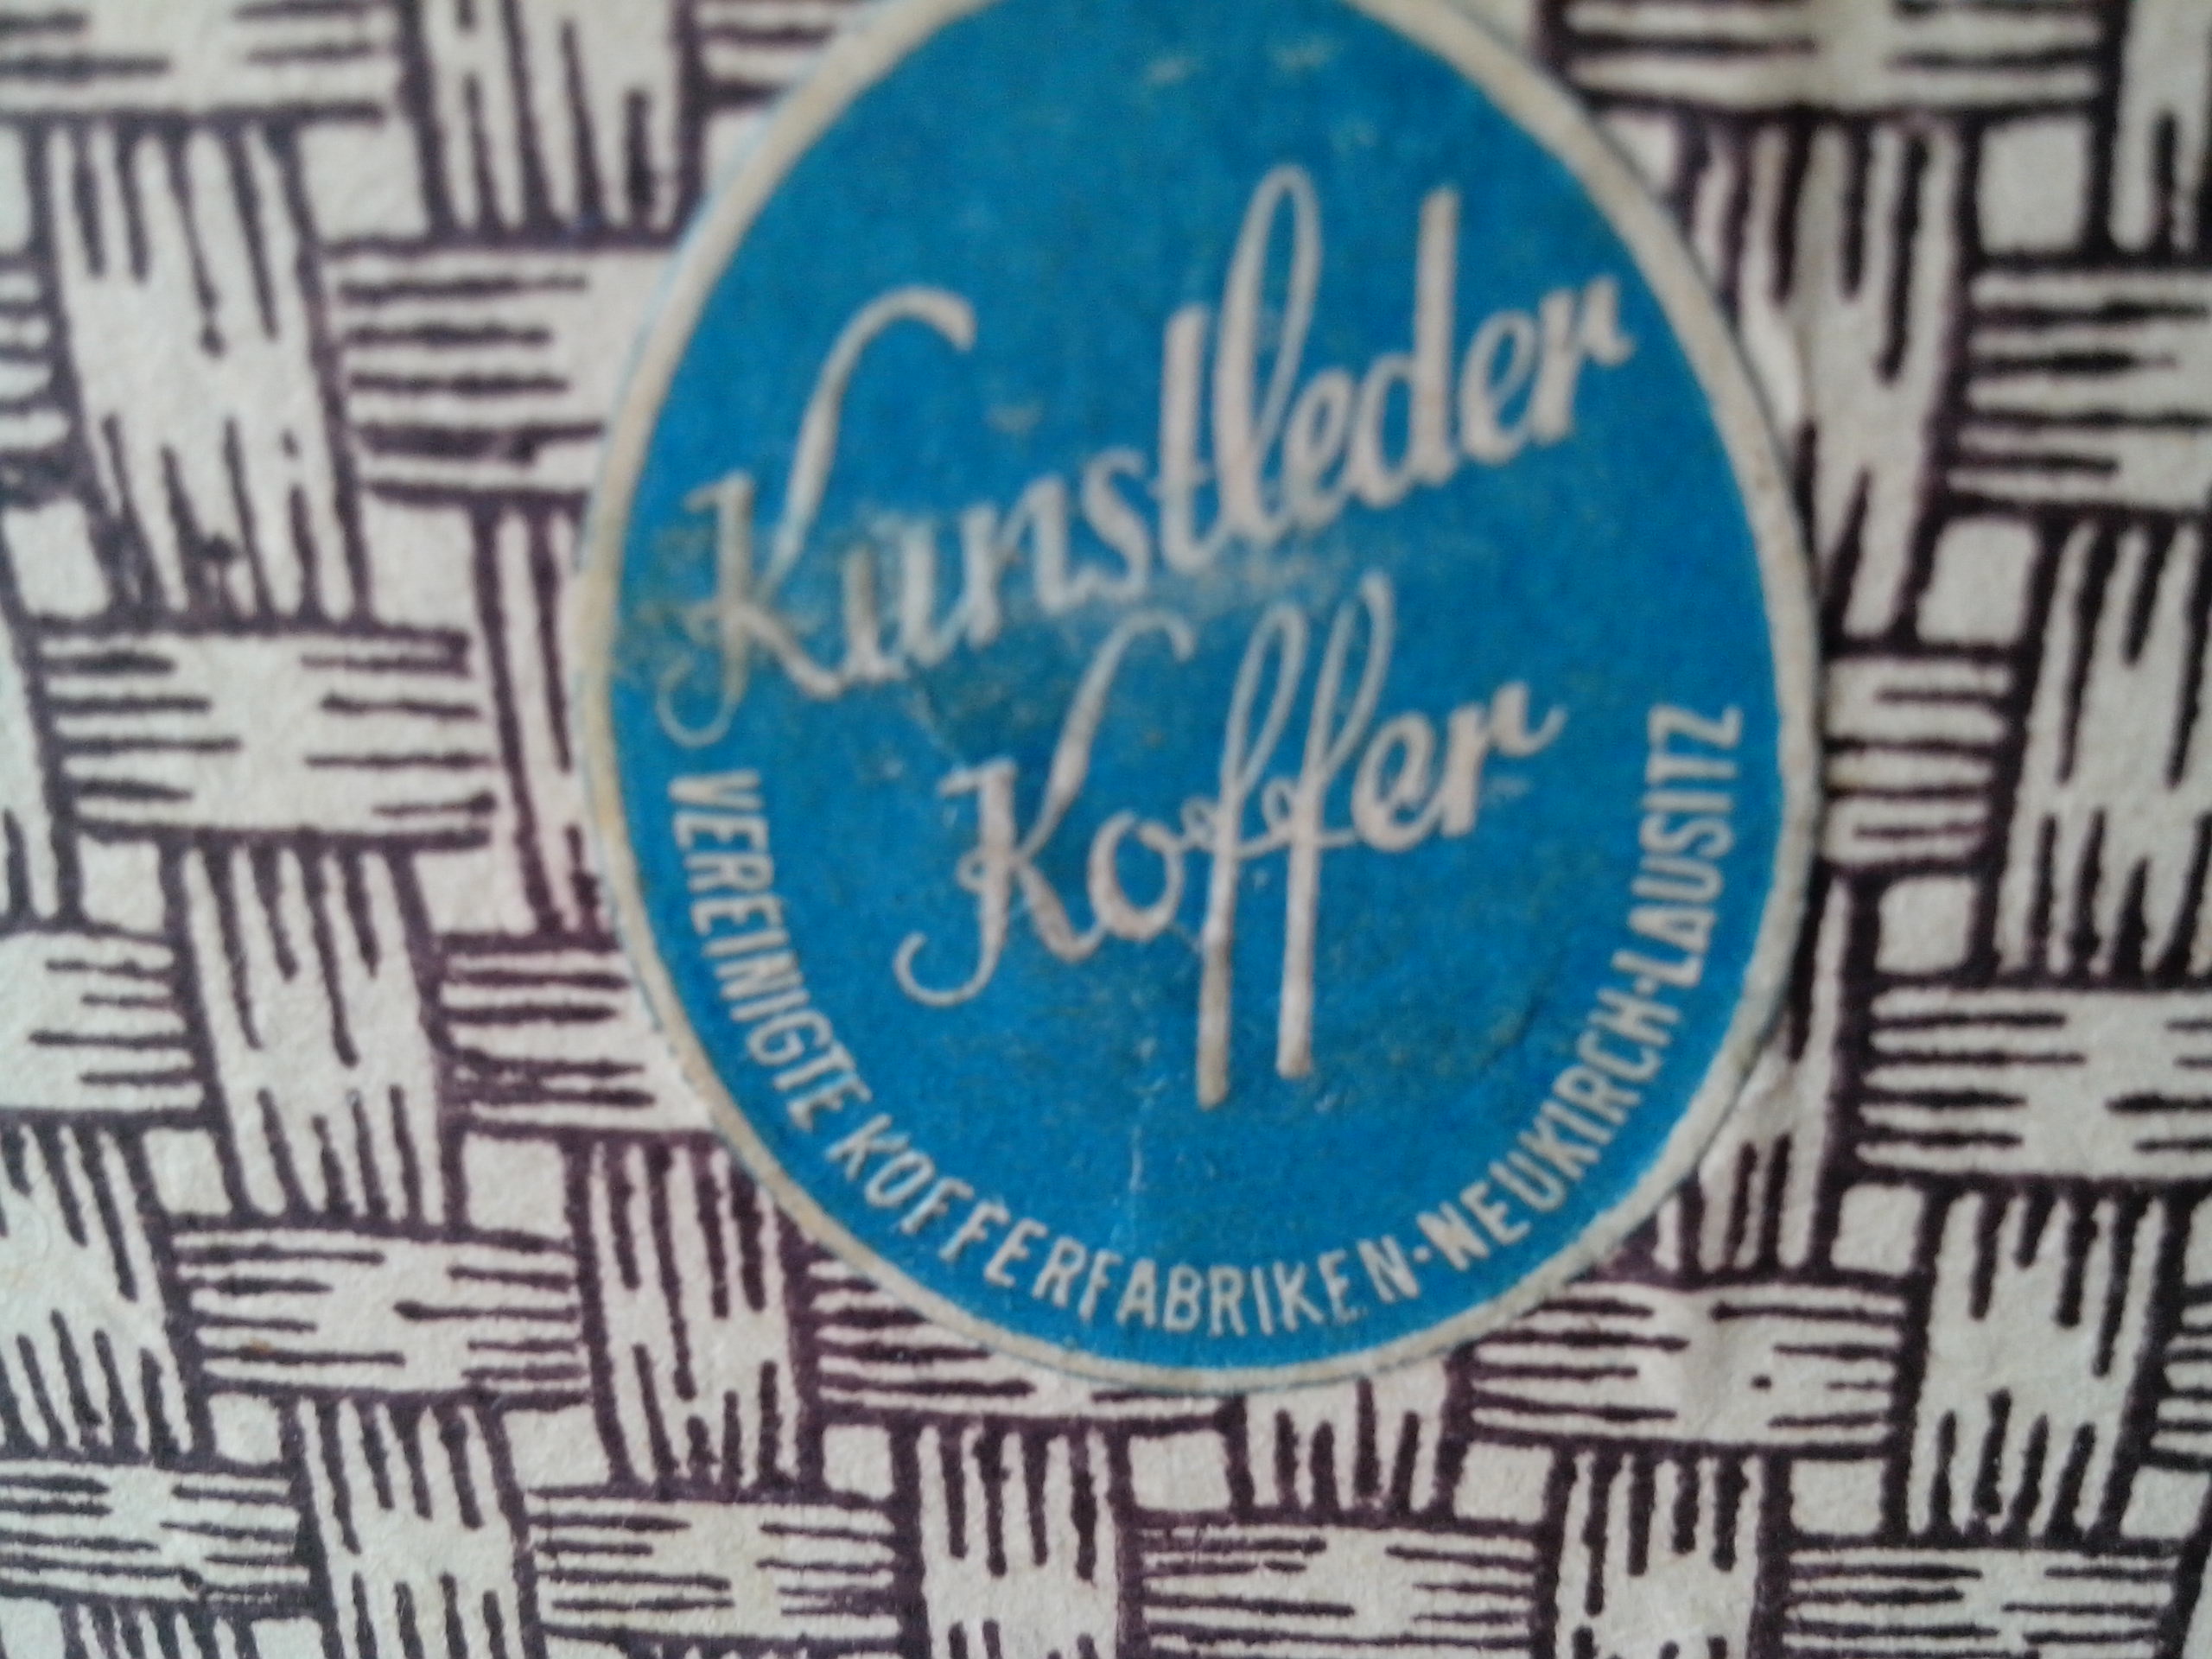 Kunstleder
Koffer
VEREINIGTE KOFFERFABRIKEN·NEUKIRCH·LAUSITZ